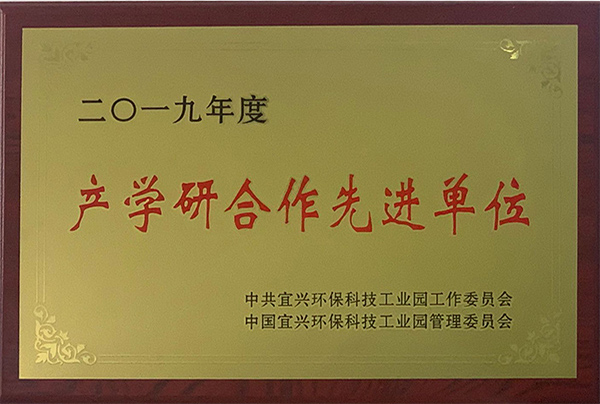 二〇一九年度
产学研合作先进单位
中共宜兴环保科技工业园工作委员会
中国宜兴环保科技工业园管理委员会